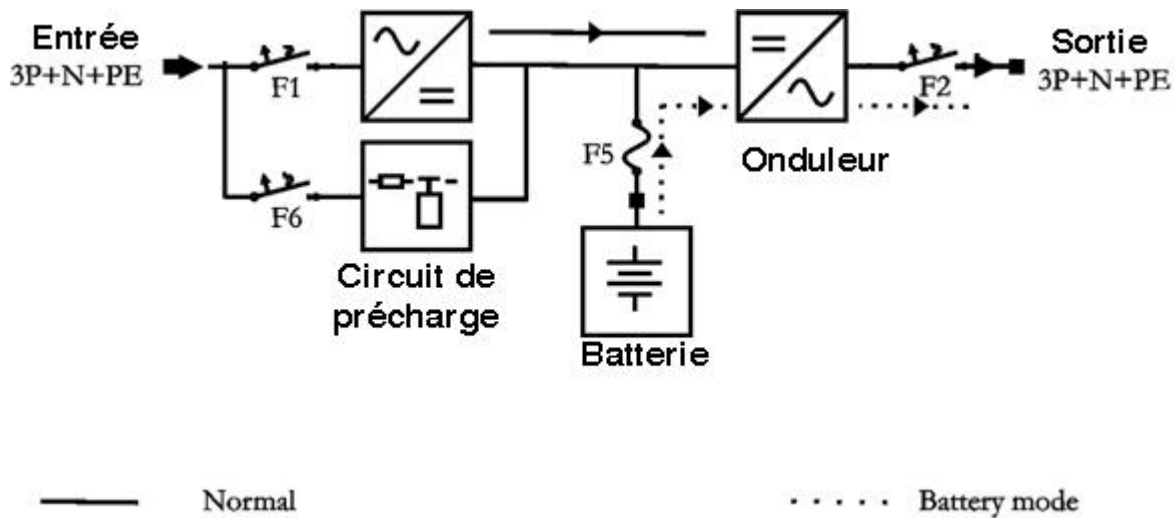 Entrée
3P+N+PE
F1
F6
Circuit de
précharge
F5
Batterie
Onduleur
F2
Sortie
3P+N+PE
Normal
Battery mode